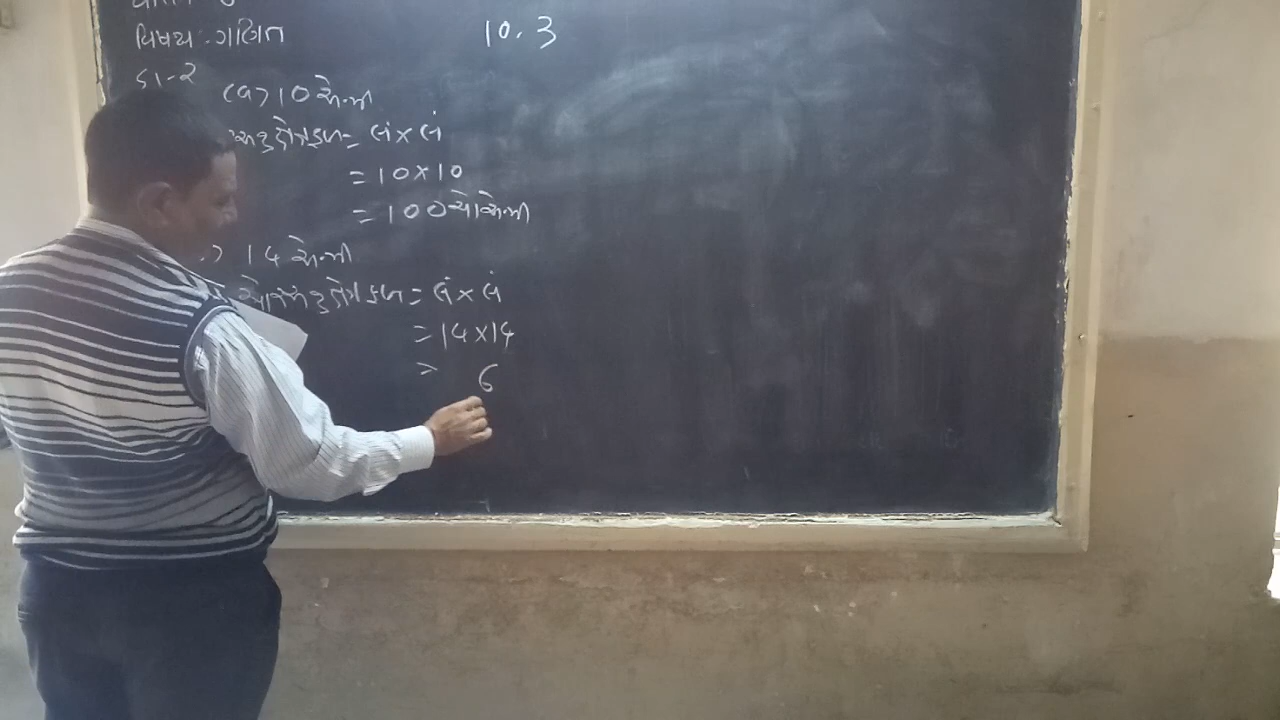 વિષય :- ગણિત
10.3
દા-૨
(a) 10 સેન્મી
ક્ષેત્રફળ = લં × લં
= 10 × 10
= 100 ચોસેન્મી
14 સેન્મી
ચોરસનું ક્ષેત્રફળ = લં × લં
= 14 × 14
= 6